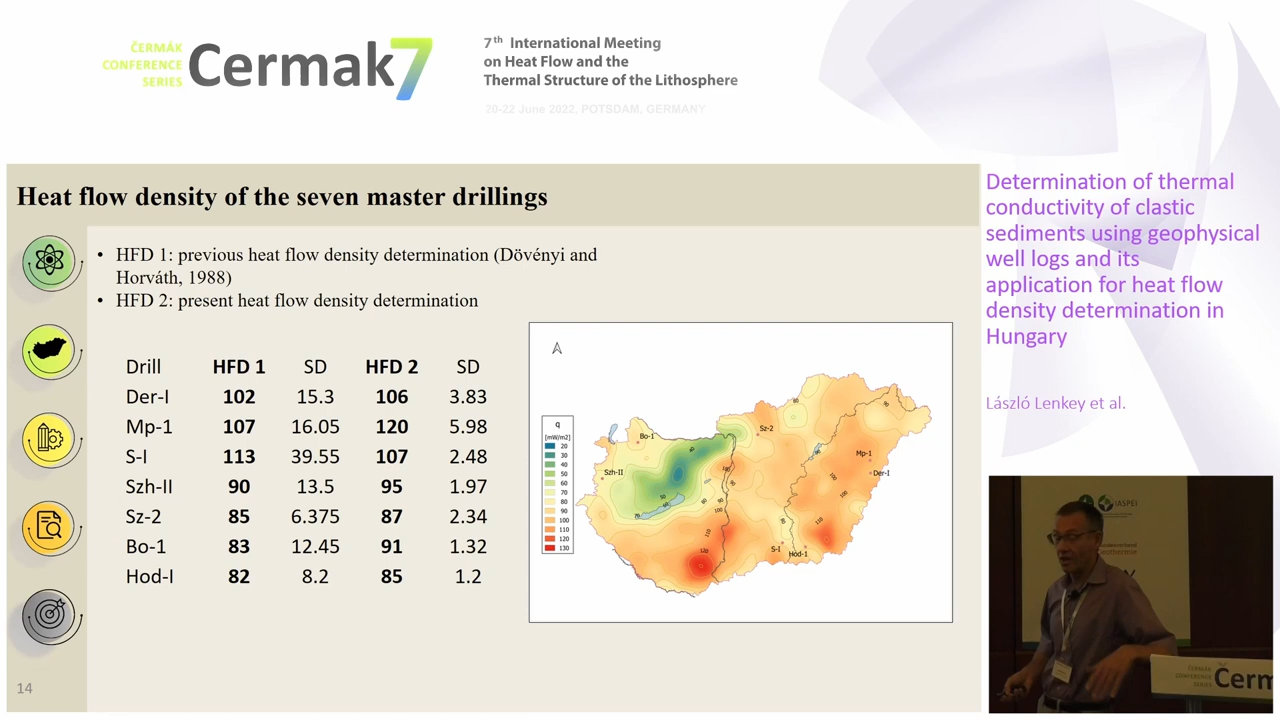 ČERMÁK
CONFERENCE
SERIES
Cermak7
7th International Meeting
on Heat Flow and the
Thermal Structure of the Lithosphere
20-22 June 2022, POTSDAM, GERMANY
Heat flow density of the seven master drillings
• HFD 1: previous heat flow density determination (Dövényi and
Horváth, 1988)
• HFD 2: present heat flow density determination
Drill HFD 1 SD HFD 2 SD
Der-I 102 15.3 106 3.83
Mp-1 107 16.05 120 5.98
S-I 113 39.55 107 2.48
Szh-II 90 13.5 95 1.97
Sz-2 85 6.375 87 2.34
Bo-1 83 12.45 91 1.32
Hod-I 82 8.2 85 1.2
q
[mW/m2]
20
30
40
50
60
70
80
90
100
110
120
130
Bo-1
Sz-2
Szh-II
Mp-1
Der-I
S-I
Hod-1
14
Determination of thermal
conductivity of clastic
sediments using geophysical
well logs and its
application for heat flow
density determination in
Hungary
László Lenkey et al.
IASPEI
ČERMÁK
CONFERENCE
SERIES
Čerm